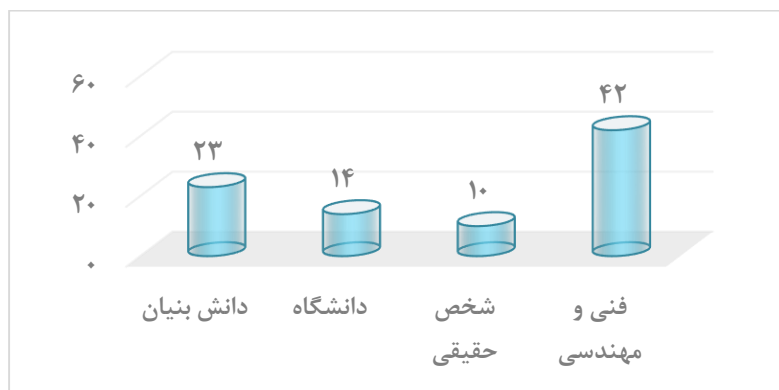 ۶۰
۴۰
۲۰
۰
۲۳
۱۴
۱۰
۴۲
دانش بنیان
دانشگاه
شخص
حقیقی
فنی و
مهندسی